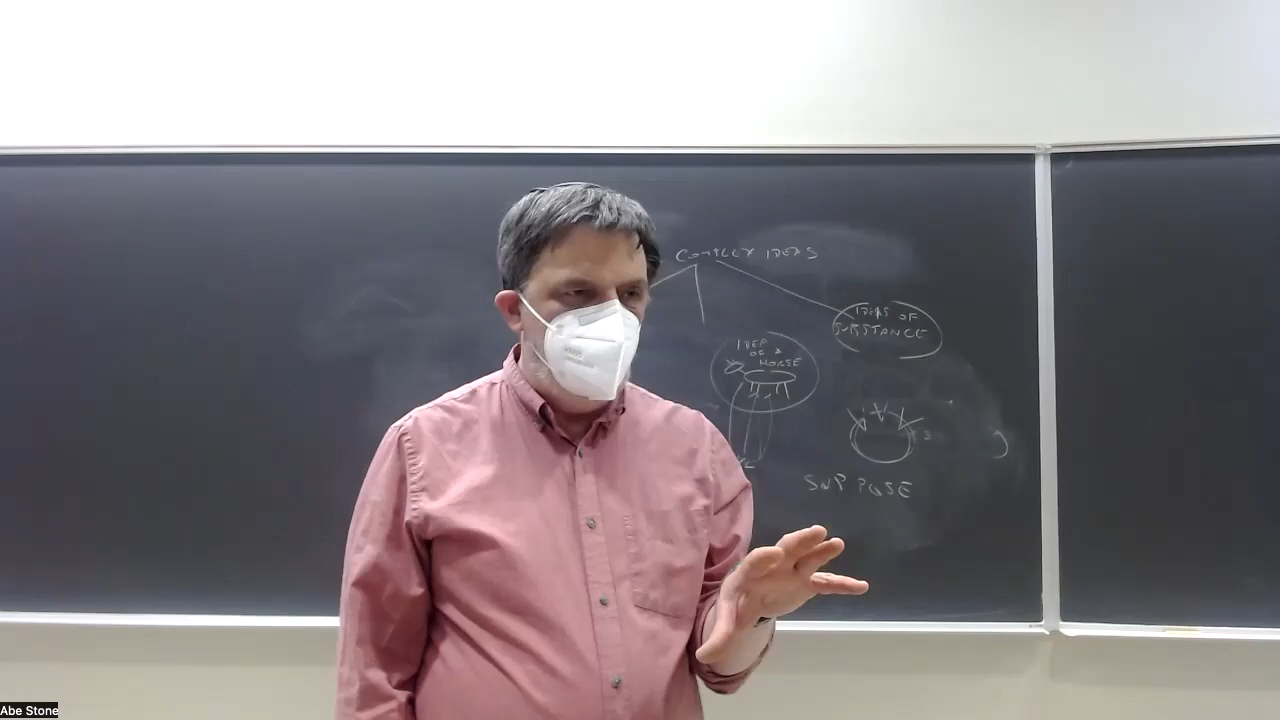 COMPLEX IDEAS
IDEAS OF
SUBSTANCE
IDEA
OF A
HORSE
SUPPOSE
Abe Stone